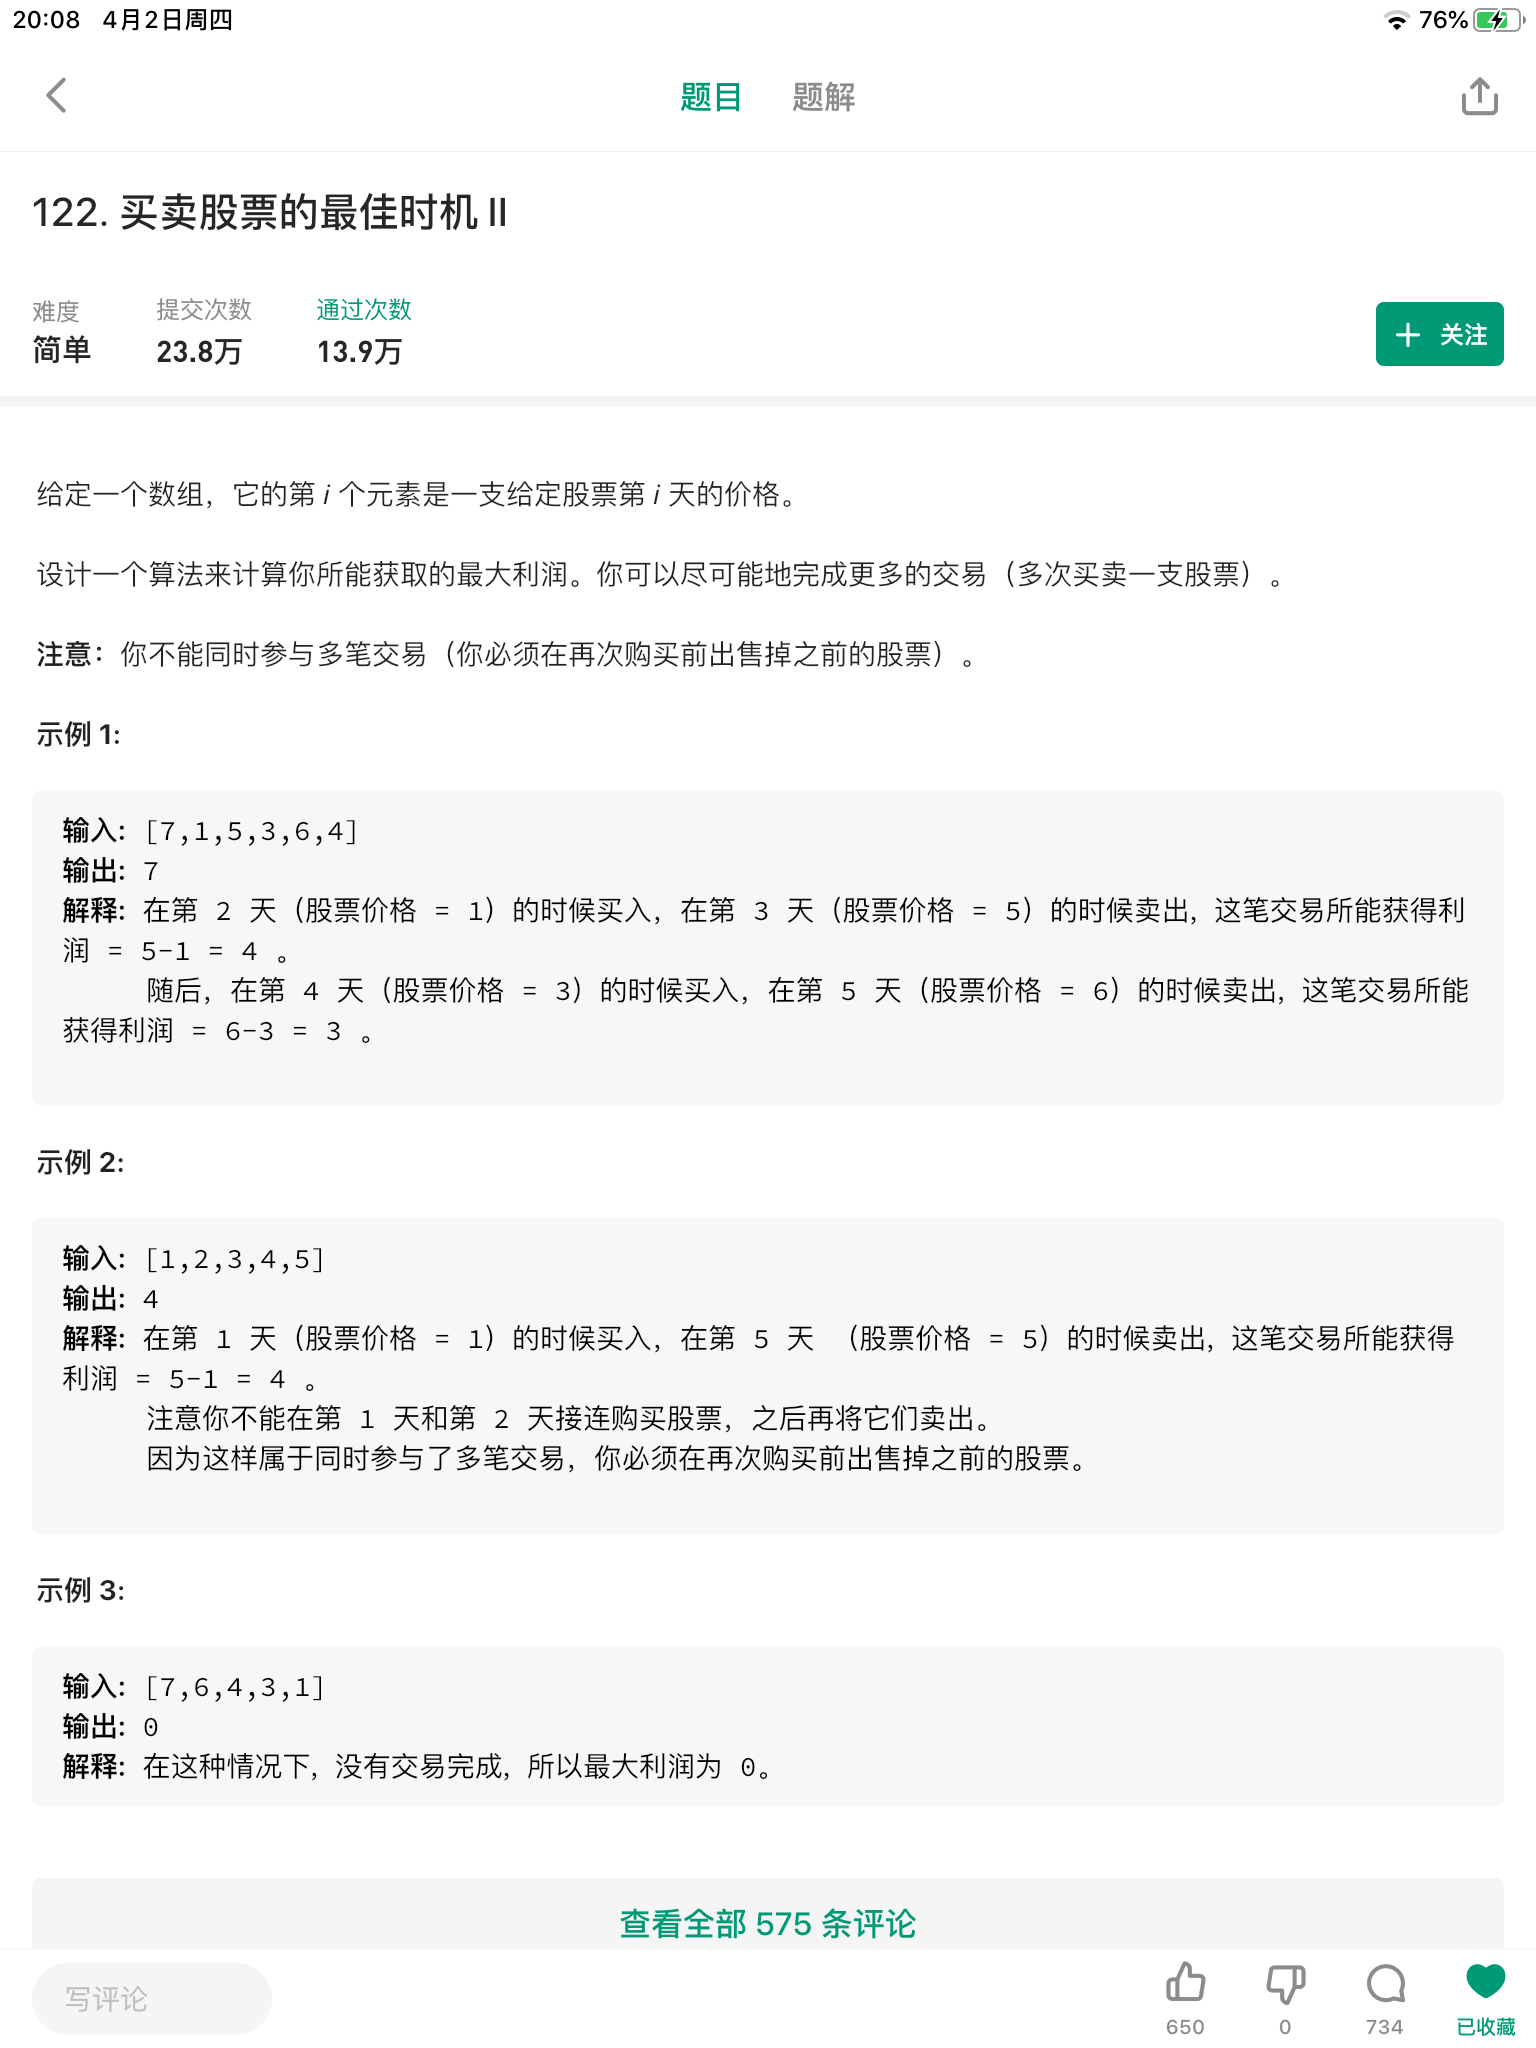 20:08 4月2日周四 76%
题目 题解
122. 买卖股票的最佳时机 II
难度 提交次数 通过次数
简单 23.8万 13.9万
+ 关注
给定一个数组，它的第 i 个元素是一支给定股票第 i 天的价格。
设计一个算法来计算你所能获取的最大利润。你可以尽可能地完成更多的交易（多次买卖一支股票）。
注意：你不能同时参与多笔交易（你必须在再次购买前出售掉之前的股票）。
示例 1:
输入: [7,1,5,3,6,4]
输出: 7
解释: 在第 2 天（股票价格 = 1）的时候买入，在第 3 天（股票价格 = 5）的时候卖出，这笔交易所能获得利
润 = 5-1 = 4 。
随后，在第 4 天（股票价格 = 3）的时候买入，在第 5 天（股票价格 = 6）的时候卖出，这笔交易所能
获得利润 = 6-3 = 3 。
示例 2:
输入: [1,2,3,4,5]
输出: 4
解释: 在第 1 天（股票价格 = 1）的时候买入，在第 5 天 （股票价格 = 5）的时候卖出，这笔交易所能获得
利润 = 5-1 = 4 。
注意你不能在第 1 天和第 2 天接连购买股票，之后再将它们卖出。
因为这样属于同时参与了多笔交易，你必须在再次购买前出售掉之前的股票。
示例 3:
输入: [7,6,4,3,1]
输出: 0
解释: 在这种情况下，没有交易完成，所以最大利润为 0。
查看全部 575 条评论
写评论
650 0 734 已收藏